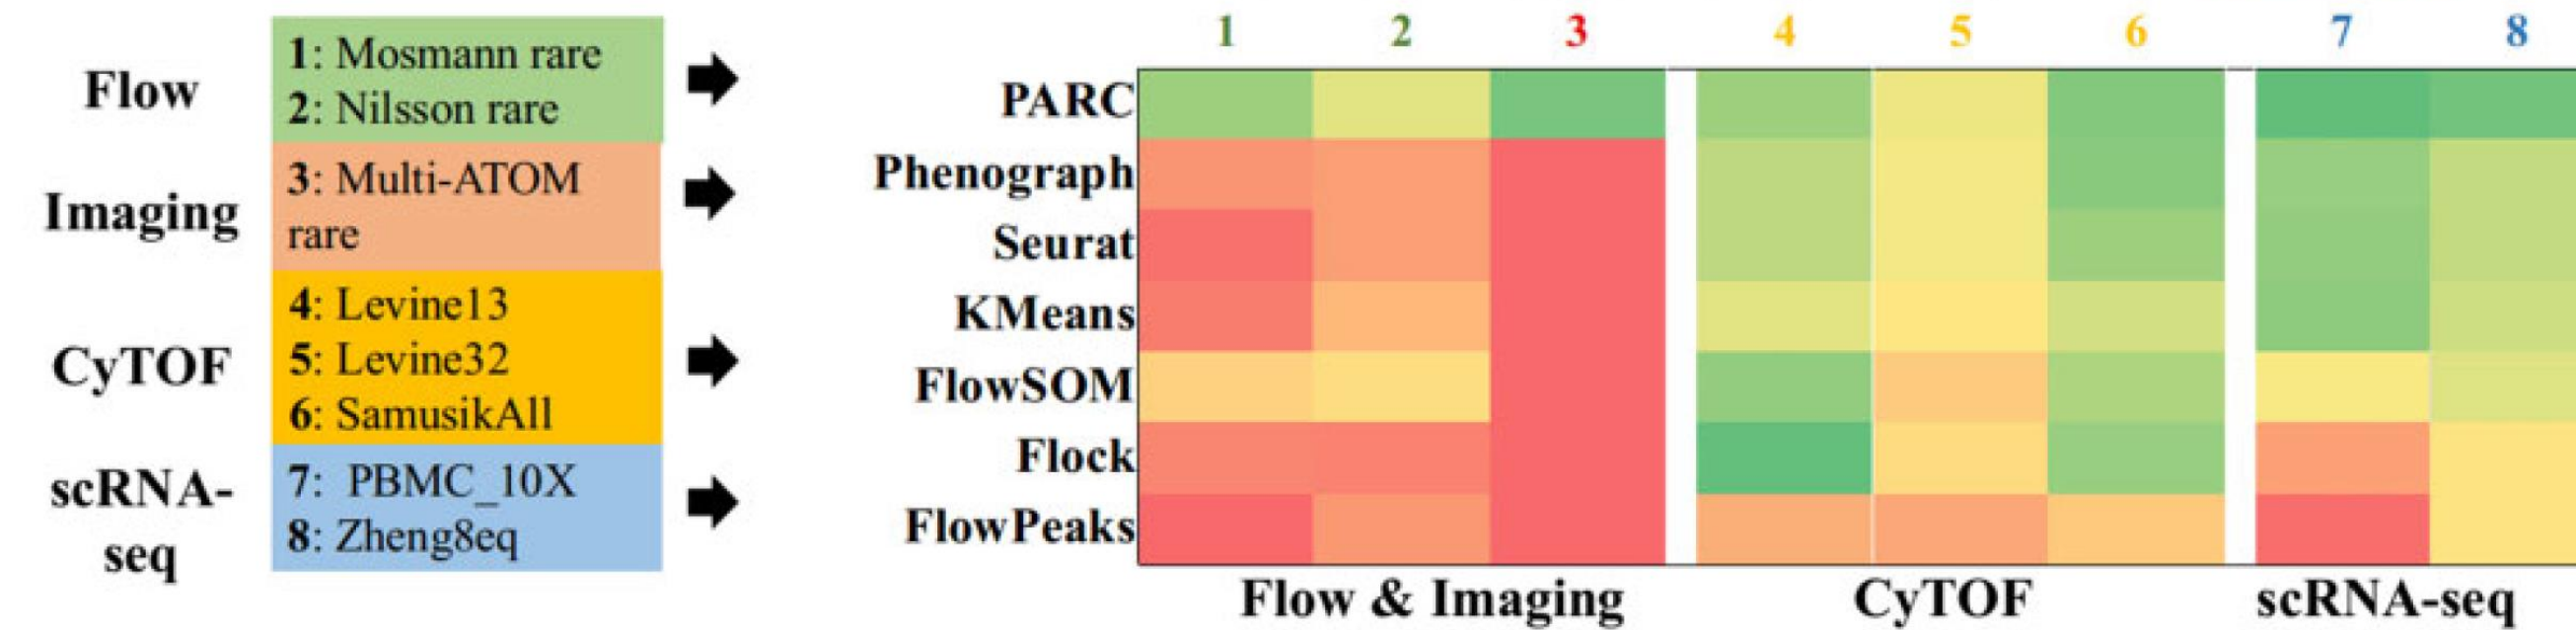 Flow
1: Mosmann rare
2: Nilsson rare
Imaging
3: Multi-ATOM
rare
CyTOF
4: Levine13
5: Levine32
6: SamusikAll
scRNA-
seq
7: PBMC_10X
8: Zheng8eq
1 2 3 4 5 6 7 8
PARC
Phenograph
Seurat
KMeans
FlowSOM
Flock
FlowPeaks
Flow & Imaging CyTOF scRNA-seq